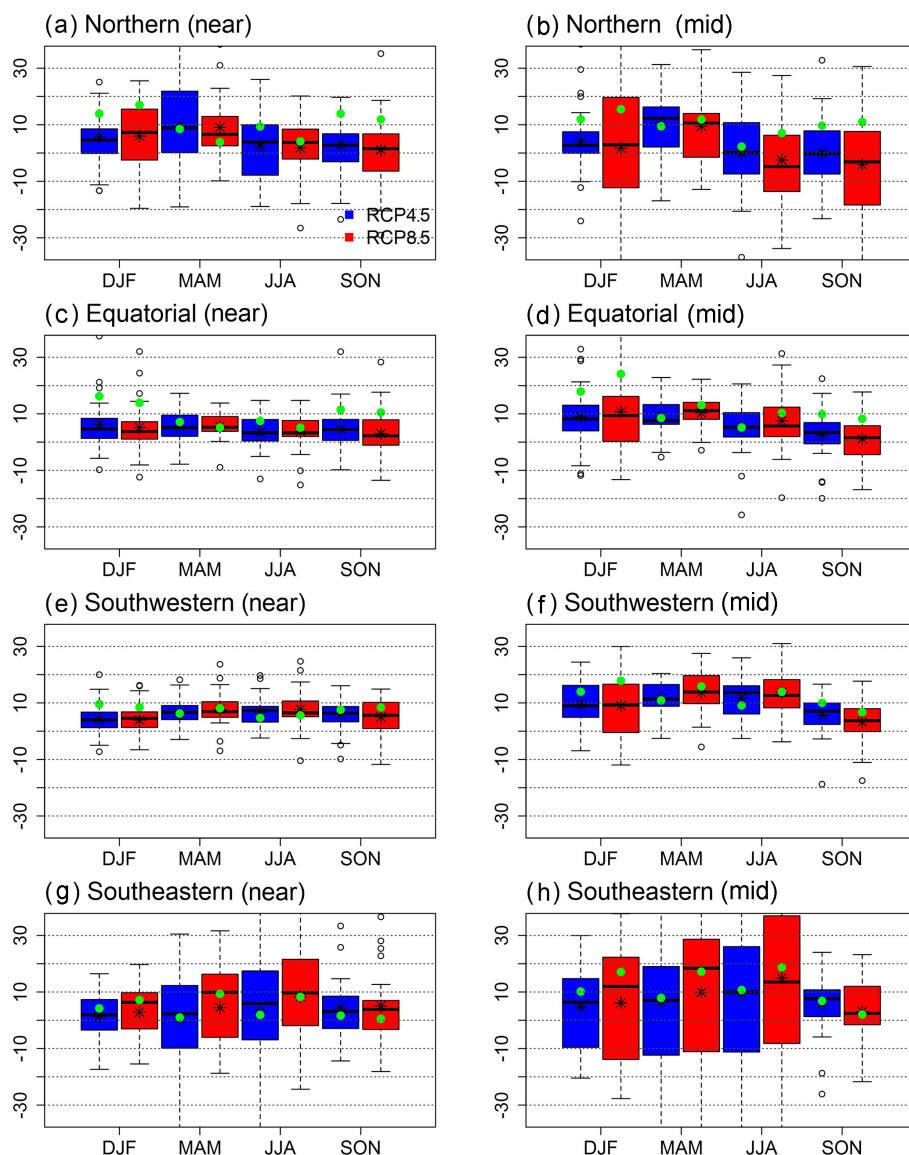 (a) Northern (near)
30
10
-10
-30
RCP4.5
RCP8.5
DJF MAM JJA SON
(b) Northern (mid)
30
10
-10
-30
DJF MAM JJA SON
(c) Equatorial (near)
30
10
-10
-30
DJF MAM JJA SON
(d) Equatorial (mid)
30
10
-10
-30
DJF MAM JJA SON
(e) Southwestern (near)
30
10
-10
-30
DJF MAM JJA SON
(f) Southwestern (mid)
30
10
-10
-30
DJF MAM JJA SON
(g) Southeastern (near)
30
10
-10
-30
DJF MAM JJA SON
(h) Southeastern (mid)
30
10
-10
-30
DJF MAM JJA SON